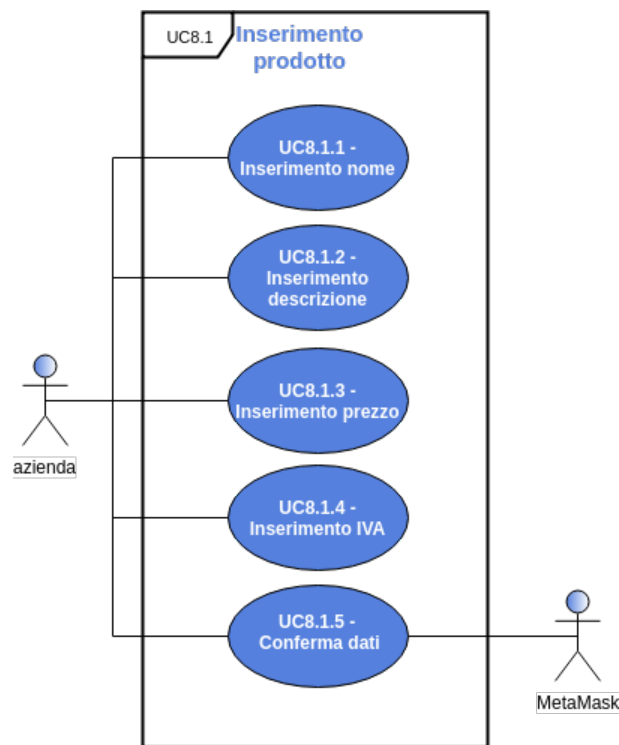 UC8.1
Inserimento
prodotto
UC8.1.1 -
Inserimento nome
UC8.1.2 -
Inserimento
descrizione
UC8.1.3 -
Inserimento prezzo
azienda
UC8.1.4 -
Inserimento IVA
UC8.1.5 -
Conferma dati
MetaMask